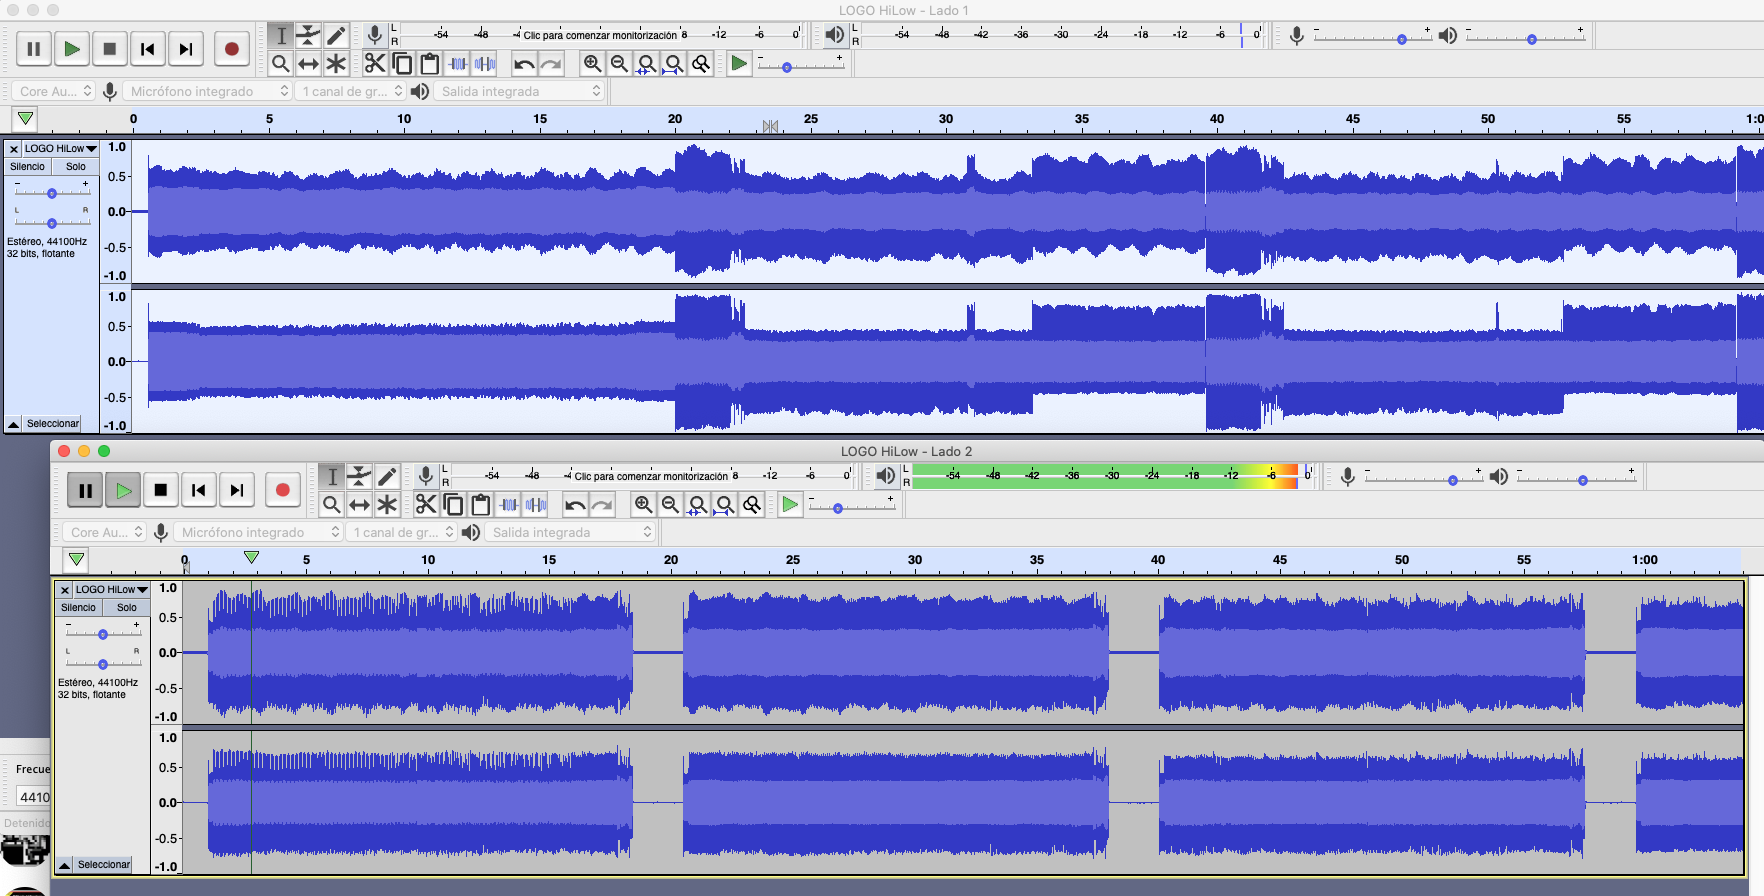 LOGO HiLow - Lado 1
L
R
-54 -48 -4 Clic para comenzar monitorización 8 -12 -6 0
L
R
-54 -48 -42 -36 -30 -24 -18 -12 -6 0
- +
- +
- +
Core Au... Micrófono integrado 1 canal de gr... Salida integrada
0 5 10 15 20 25 30 35 40 45 50 55 1:0
LOGO HiLow
Silencio Solo
- +
L R
Estéreo, 44100Hz
32 bits, flotante
Seleccionar
1.0
0.5
0.0
-0.5
-1.0
1.0
0.5
0.0
-0.5
-1.0
LOGO HiLow - Lado 2
L
R
-54 -48 -4 Clic para comenzar monitorización 8 -12 -6 0
L
R
-54 -48 -42 -36 -30 -24 -18 -12 -6 0
- +
- +
- +
Core Au... Micrófono integrado 1 canal de gr... Salida integrada
0 5 10 15 20 25 30 35 40 45 50 55 1:00
LOGO HiLow
Silencio Solo
- +
L R
Estéreo, 44100Hz
32 bits, flotante
Seleccionar
1.0
0.5
0.0
-0.5
-1.0
1.0
0.5
0.0
-0.5
-1.0
Frecue
4410
Detenido